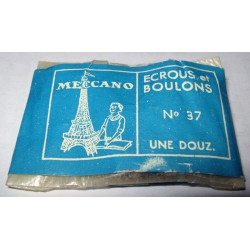 MECCANO
ECROUS et
BOULONS
No 37
UNE DOUZ.